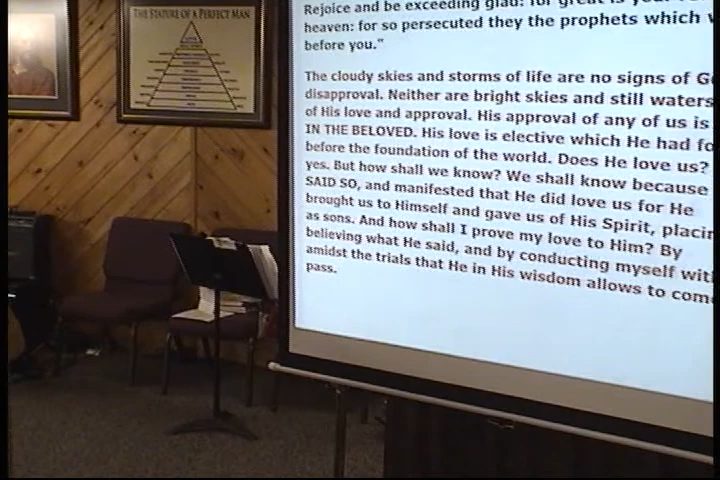 THE STATURE OF A PERFECT MAN
Rejoice and be exceeding glad: for great is your
heaven: for so persecuted they the prophets which
before you."
The cloudy skies and storms of life are no signs of
disapproval. Neither are bright skies and still waters
of His love and approval. His approval of any of us is
IN THE BELOVED. His love is elective which He had
before the foundation of the world. Does He love us?
yes. But how shall we know? We shall know because
SAID SO, and manifested that He did love us for He
brought us to Himself and gave us of His Spirit,
as sons. And how shall I prove my love to Him? By
believing what He said, and by conducting myself
amidst the trials that He in His wisdom allows to
pass.